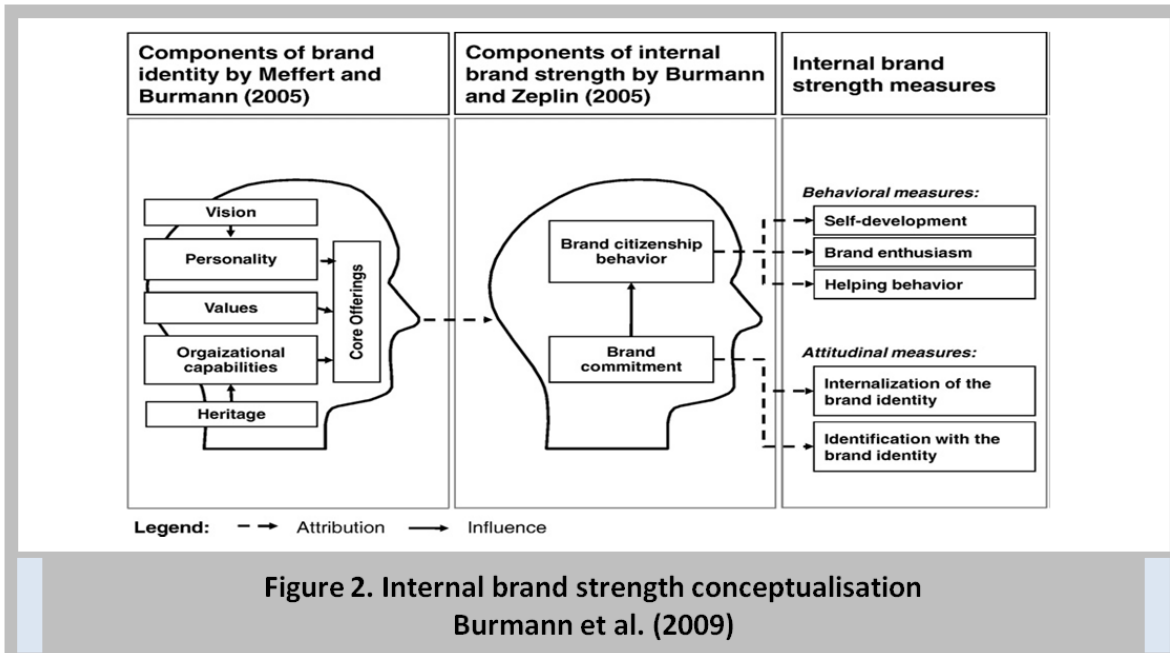 Components of brand
identity by Meffert and
Burmann (2005)
Components of internal
brand strength by Burmann
and Zeplin (2005)
Internal brand
strength measures
Vision
Personality
Values
Orgaizational
capabilities
Heritage
Core Offerings
Brand citizenship
behavior
Brand
commitment
Behavioral measures:
Self-development
Brand enthusiasm
Helping behavior
Attitudinal measures:
Internalization of the
brand identity
Identification with the
brand identity
Legend: Attribution Influence
Figure 2. Internal brand strength conceptualisation
Burmann et al. (2009)